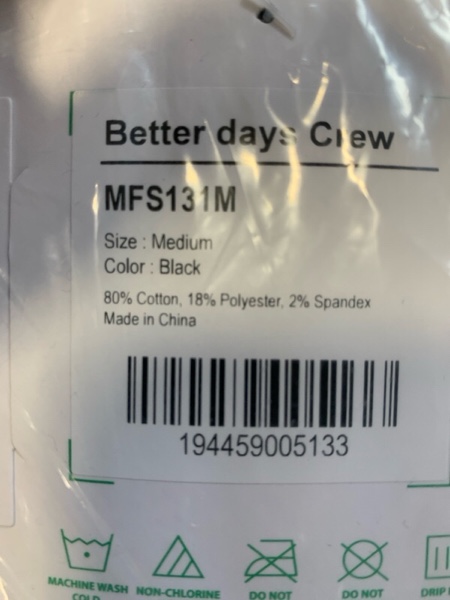 Better days Crew
MFS131M
Size : Medium
Color : Black
80% Cotton, 18% Polyester, 2% Spandex
Made in China
194459005133
MACHINE WASH NON-CHLORINE DO NOT DO NOT DRIP
COLD